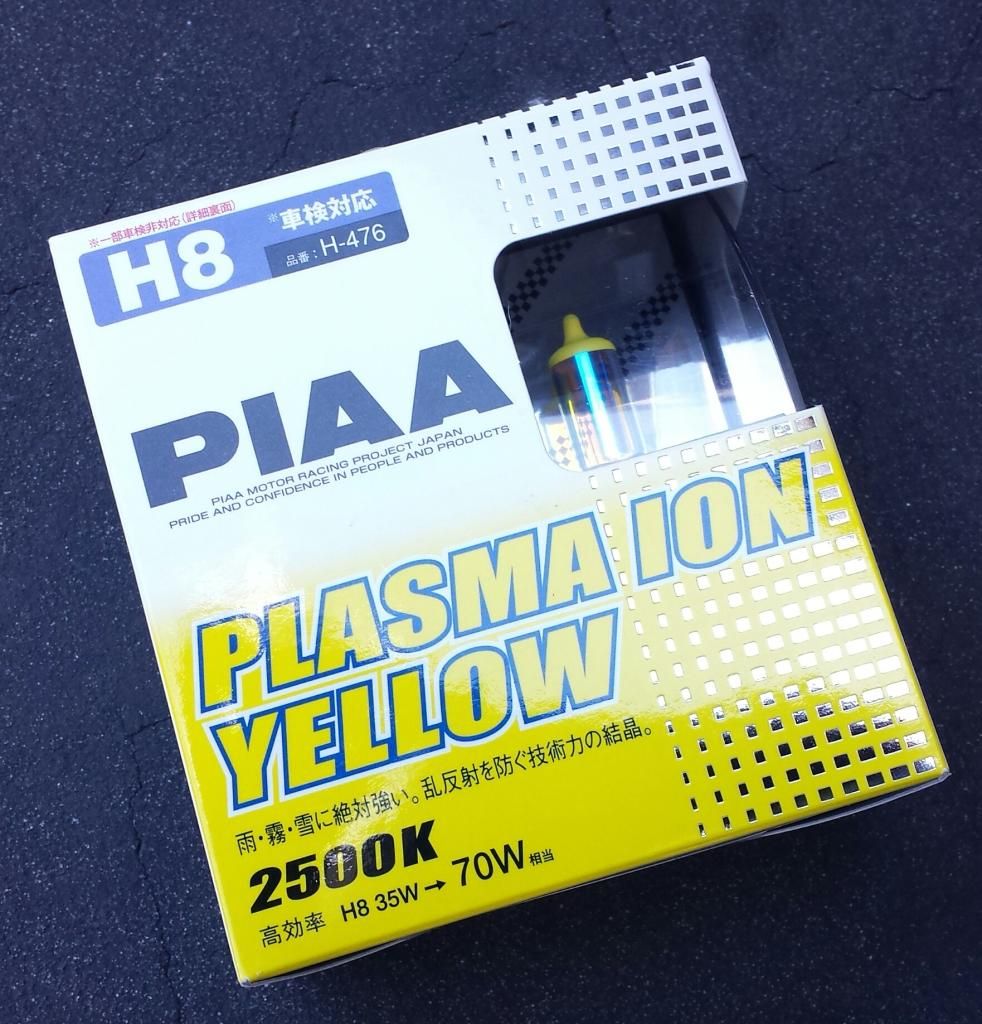 ※一部車検非対応(詳細裏面)
H8
※車検対応
品番：H-476
PIAA
PIAA MOTOR RACING PROJECT JAPAN
PRIDE AND CONFIDENCE IN PEOPLE AND PRODUCTS
PLASMA ION
YELLOW
雨・霧・雪に絶対強い。乱反射を防ぐ技術力の結晶。
2500K
高効率 H8 35W→70W相当